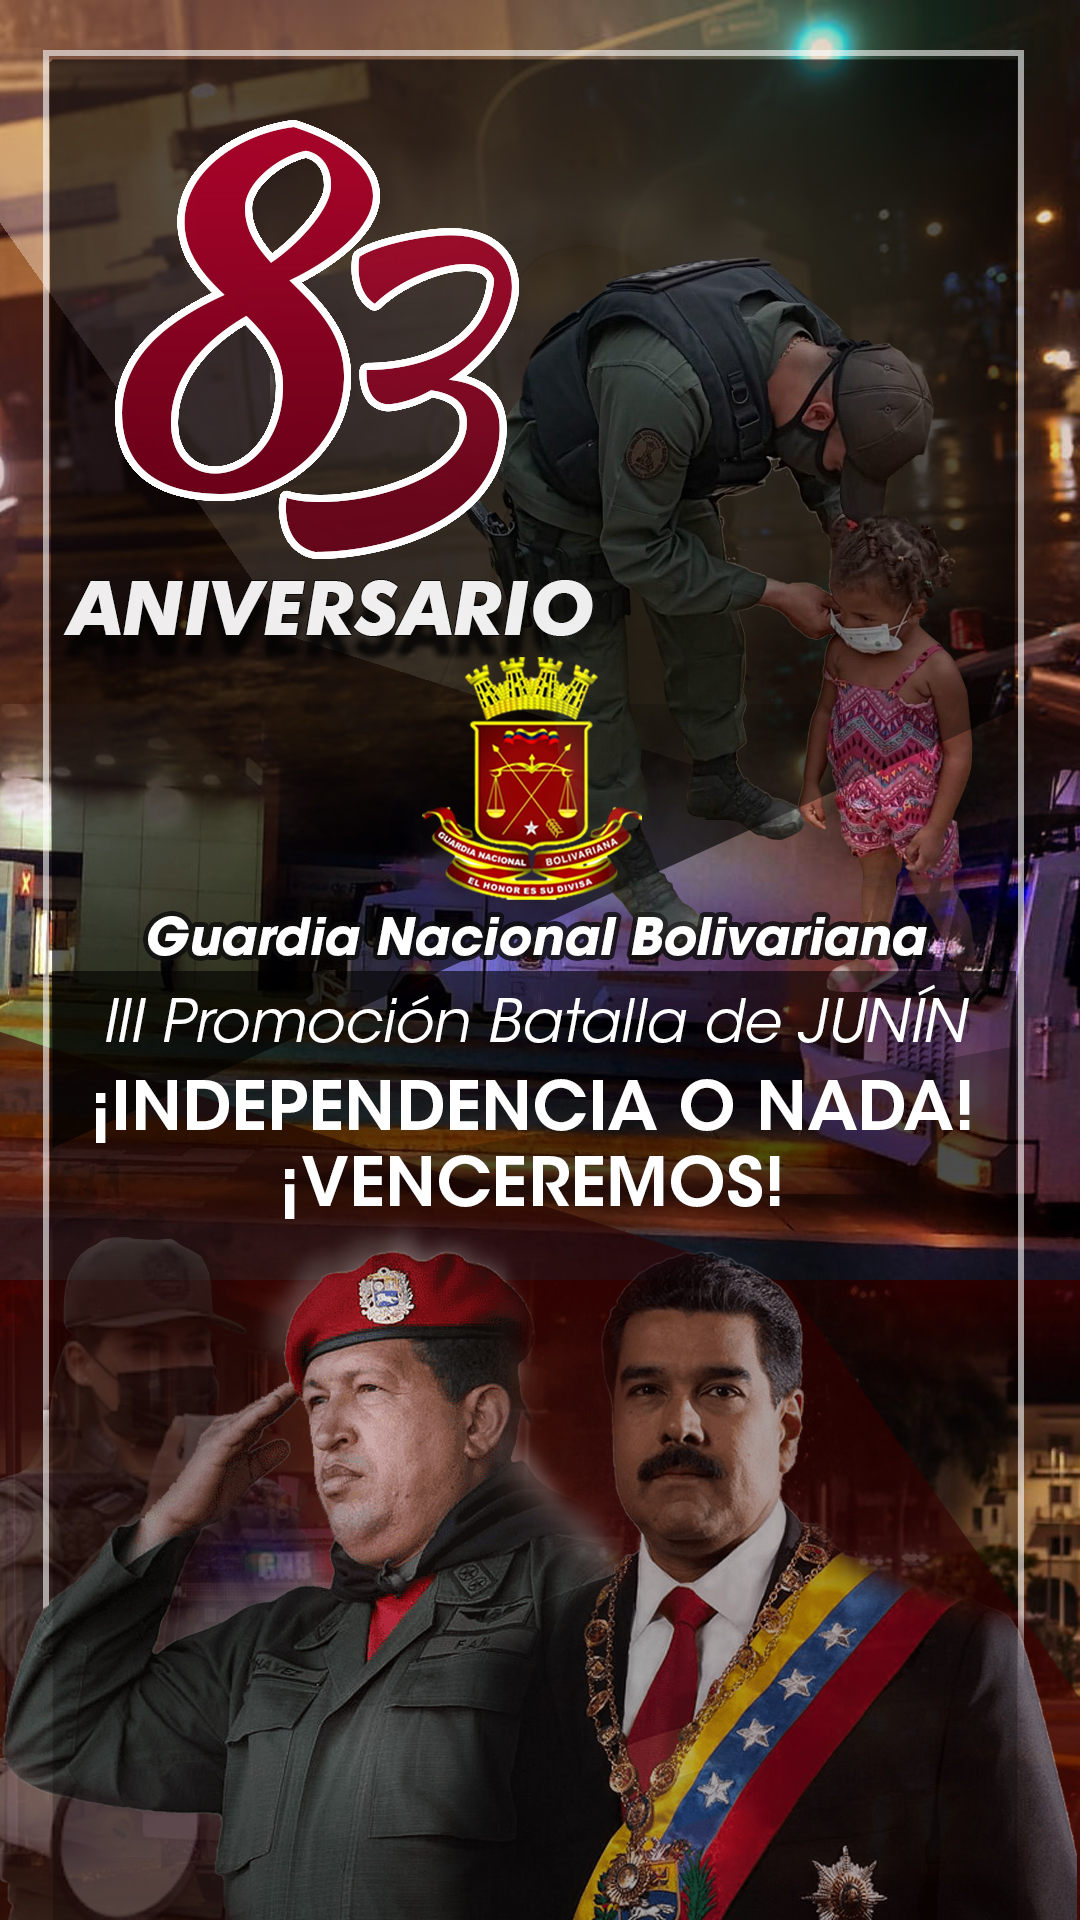 83
ANIVERSARIO
GUARDIA NACIONAL BOLIVARIANA
EL HONOR ES SU DIVISA
Guardia Nacional Bolivariana
III Promoción Batalla de JUNÍN
¡INDEPENDENCIA O NADA!
¡VENCEREMOS!
GNB
F.A.N